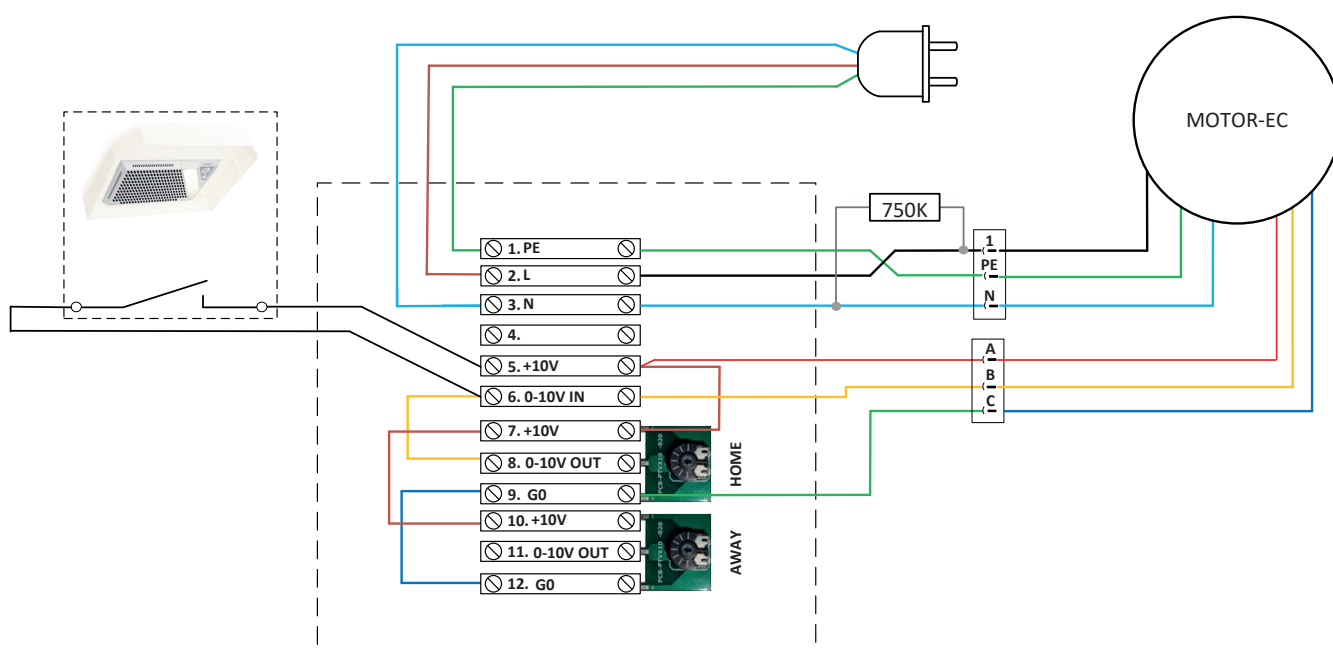 MOTOR-EC
750K
1. PE
2. L
3. N
4.
5. +10V
6. 0-10V IN
7. +10V
8. 0-10V OUT
9. G0
10. +10V
11. 0-10V OUT
12. G0
HOME
AWAY
1
PE
N
A
B
C